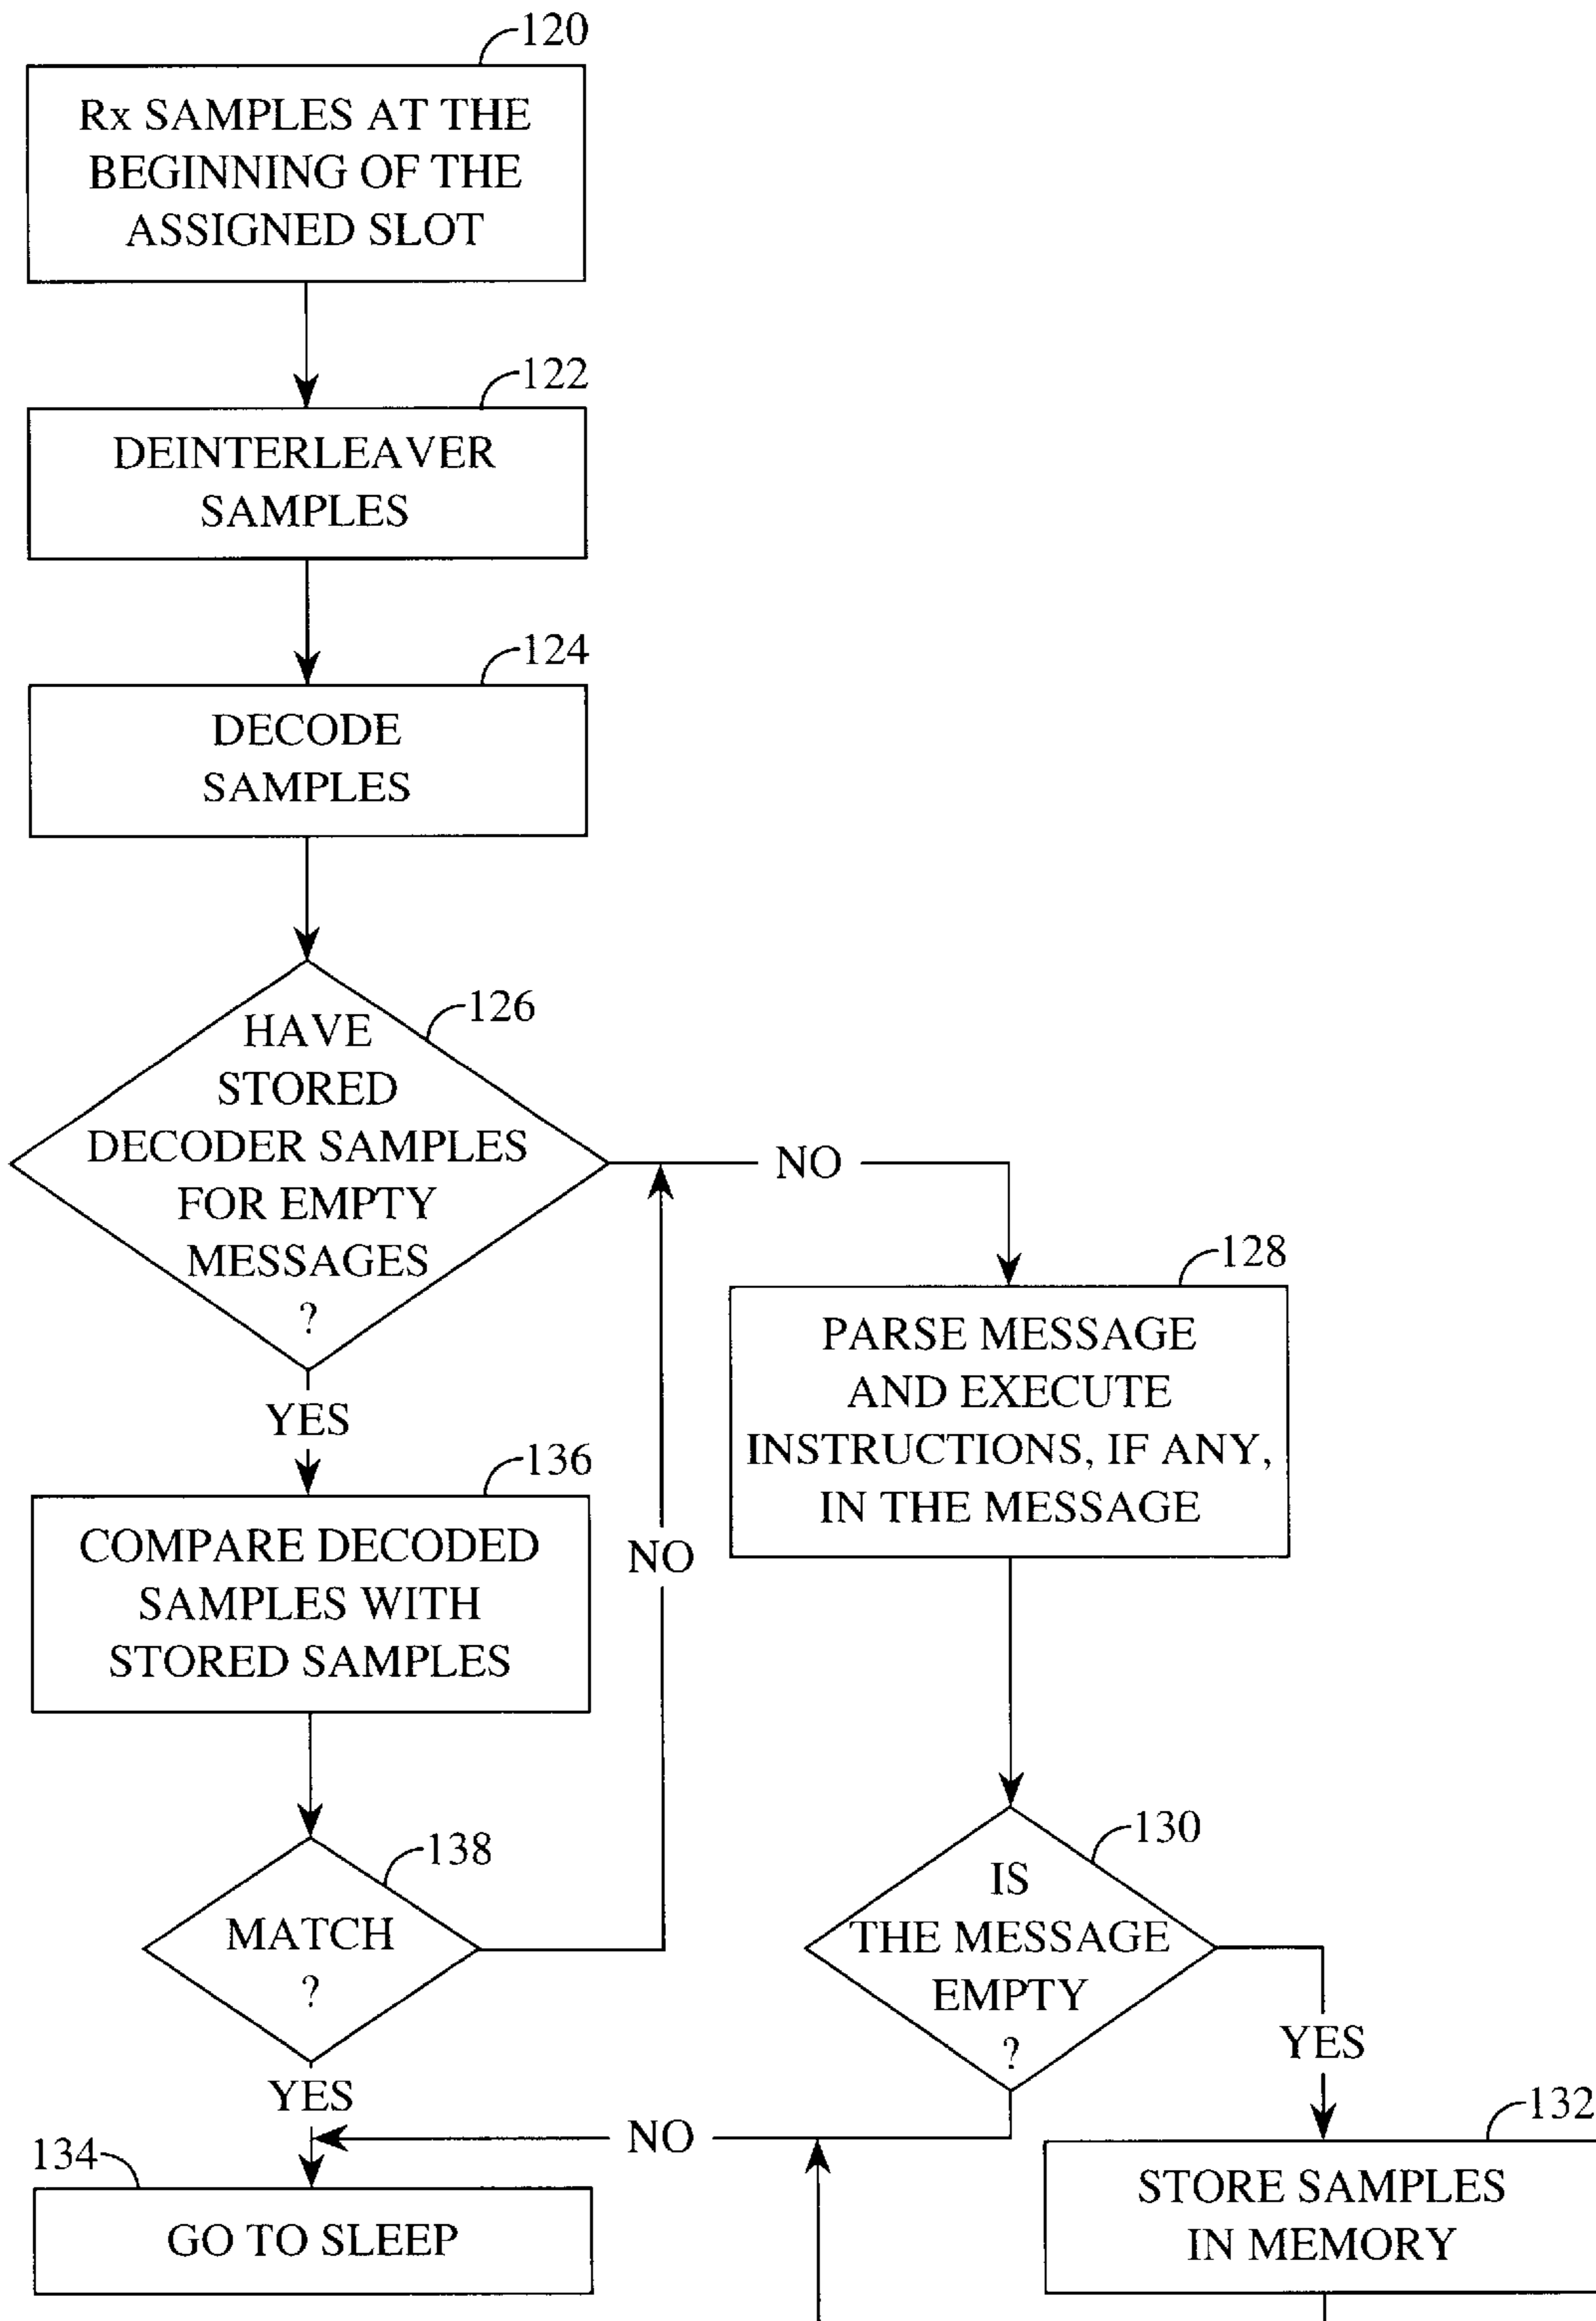 120
Rx SAMPLES AT THE
BEGINNING OF THE
ASSIGNED SLOT
122
DEINTERLEAVER
SAMPLES
124
DECODE
SAMPLES
126
HAVE
STORED
DECODER SAMPLES
FOR EMPTY
MESSAGES
?
NO
YES
128
PARSE MESSAGE
AND EXECUTE
INSTRUCTIONS, IF ANY,
IN THE MESSAGE
136
COMPARE DECODED
SAMPLES WITH
STORED SAMPLES
NO
138
MATCH
?
YES
130
IS
THE MESSAGE
EMPTY
?
YES
NO
132
STORE SAMPLES
IN MEMORY
134
GO TO SLEEP